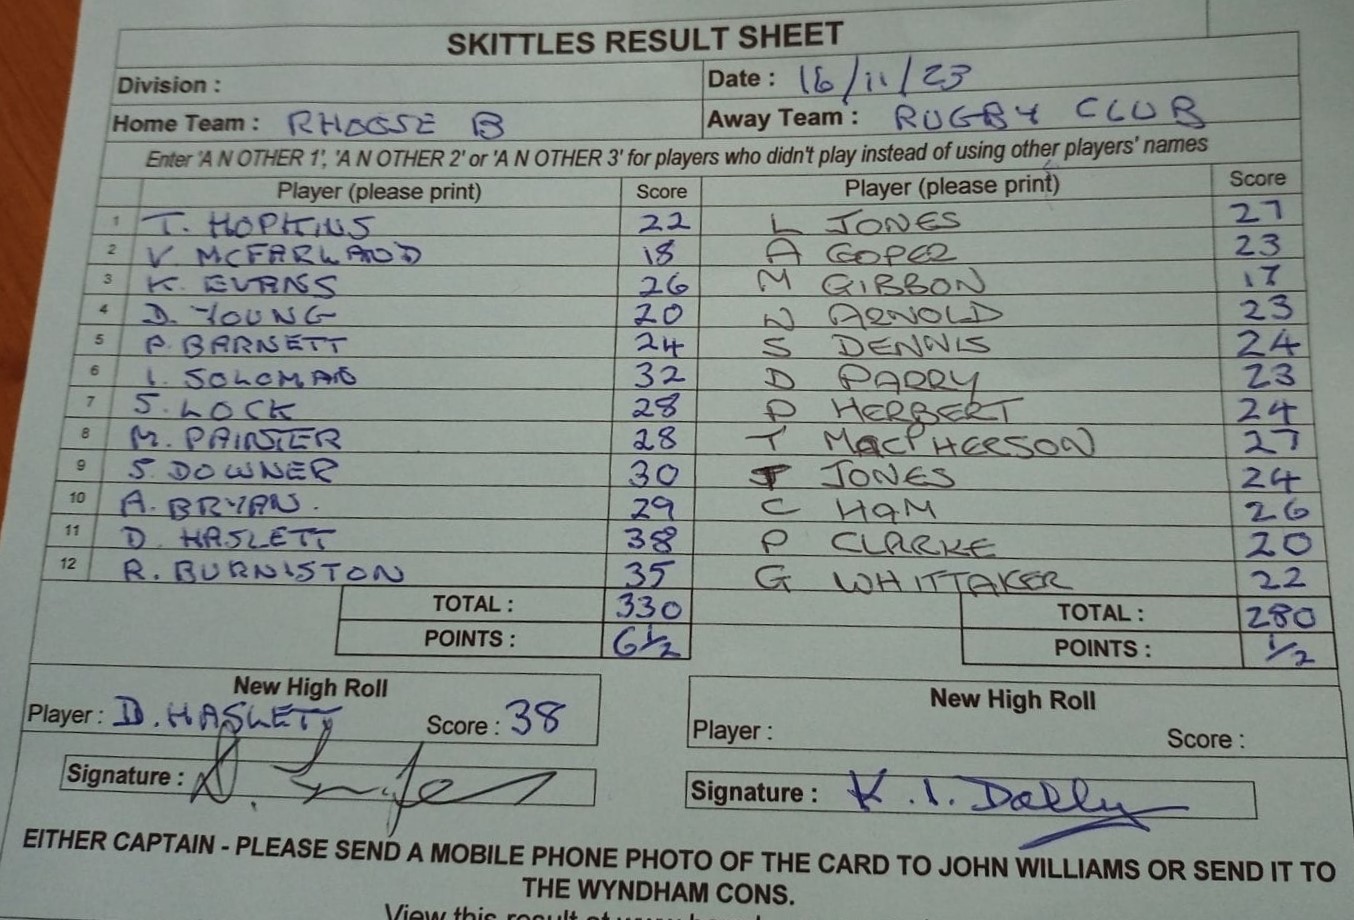 SKITTLES RESULT SHEET
Division : Date : 16/11/23
Home Team : RHOOSE B Away Team : RUGBY CLUB
Enter 'A N OTHER 1', 'A N OTHER 2' or 'A N OTHER 3' for players who didn't play instead of using other players' names
Player (please print) Score Player (please print) Score
1 T. HOPKINS 22 L JONES 27
2 V. MCFARLAND 18 A COPER 23
3 K. EVANS 26 M GIBBON 17
4 D. YOUNG 20 N ARNOLD 23
5 P. BARNETT 24 S DENNIS 24
6 I. SOLOMAN 32 D PARRY 23
7 S. LOCK 28 D HERBERT 24
8 M. PAINTER 28 T MACPHERSON 27
9 S. DOWNER 30 J JONES 24
10 A. BRYAN. 29 C HAM 26
11 D. HASLETT 38 P CLARKE 20
12 R. BURNISTON 35 G WHITTAKER 22
TOTAL : 330 TOTAL : 280
POINTS : 6 1/2 POINTS : 1/2
New High Roll New High Roll
Player : D. HASLETT Score : 38 Player : Score :
Signature : Signature : K. I. Dally
EITHER CAPTAIN - PLEASE SEND A MOBILE PHONE PHOTO OF THE CARD TO JOHN WILLIAMS OR SEND IT TO
THE WYNDHAM CONS.
View this result at